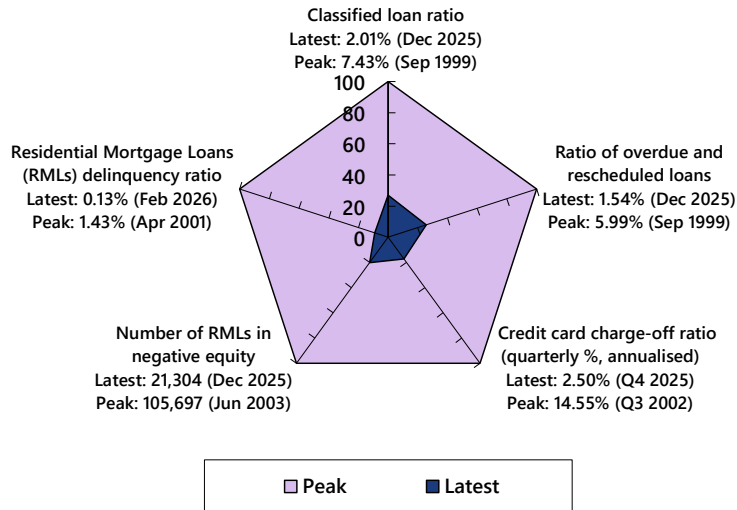 Classified loan ratio
Latest: 2.01% (Dec 2025)
Peak: 7.43% (Sep 1999)
100
80
60
40
20
0
Ratio of overdue and
rescheduled loans
Latest: 1.54% (Dec 2025)
Peak: 5.99% (Sep 1999)
Credit card charge-off ratio
(quarterly %, annualised)
Latest: 2.50% (Q4 2025)
Peak: 14.55% (Q3 2002)
Number of RMLs in
negative equity
Latest: 21,304 (Dec 2025)
Peak: 105,697 (Jun 2003)
Residential Mortgage Loans
(RMLs) delinquency ratio
Latest: 0.13% (Feb 2026)
Peak: 1.43% (Apr 2001)
Peak
Latest